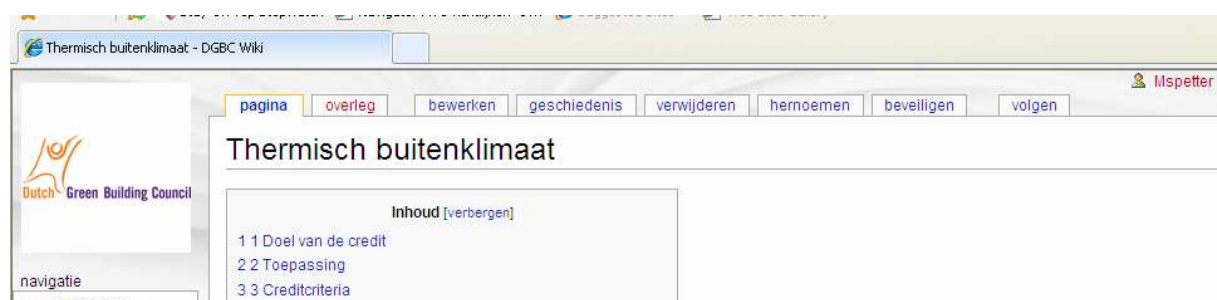 Thermisch buitenklimaat - DGBC Wiki
Mspetter
pagina overleg bewerken geschiedenis verwijderen hernoemen beveiligen volgen
Thermisch buitenklimaat
Dutch Green Building Council
Inhoud [verbergen]
1 1 Doel van de credit
2 2 Toepassing
navigatie
3 3 Creditcriteria